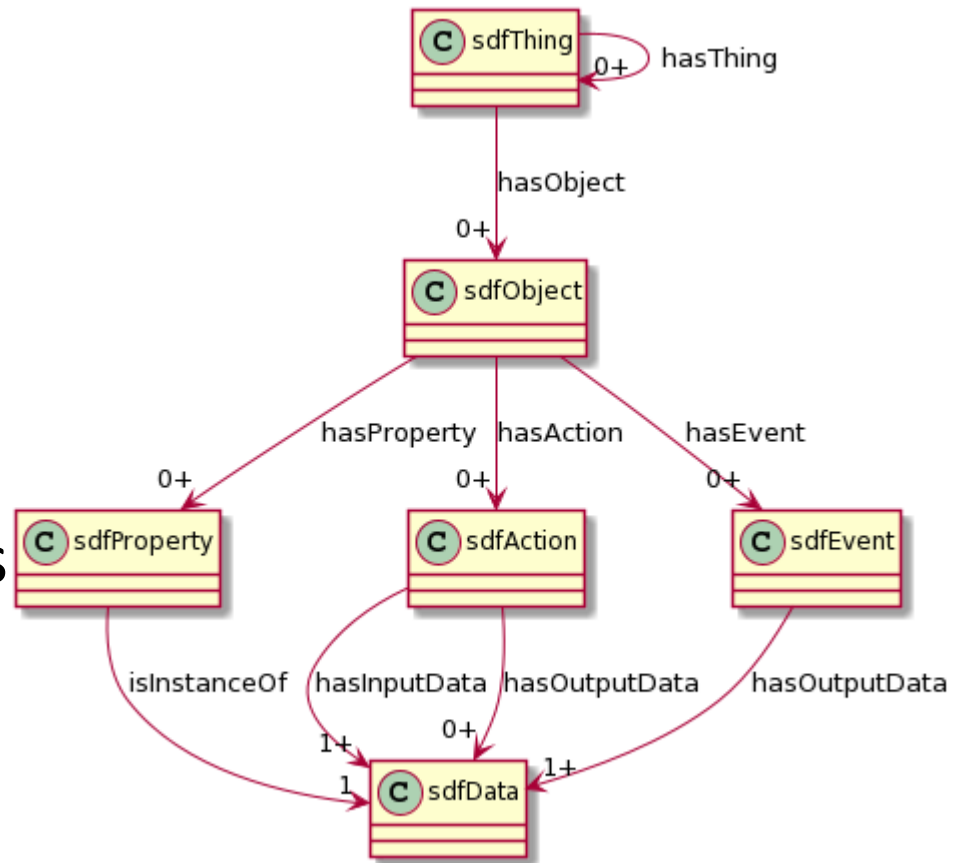 C sdfThing
0+ hasThing
hasObject
0+
C sdfObject
hasProperty hasAction hasEvent
0+ 0+ 0+
s C sdfProperty C sdfAction C sdfEvent
isInstanceOf hasInputData hasOutputData hasOutputData
1+ 0+
1 1+
C sdfData